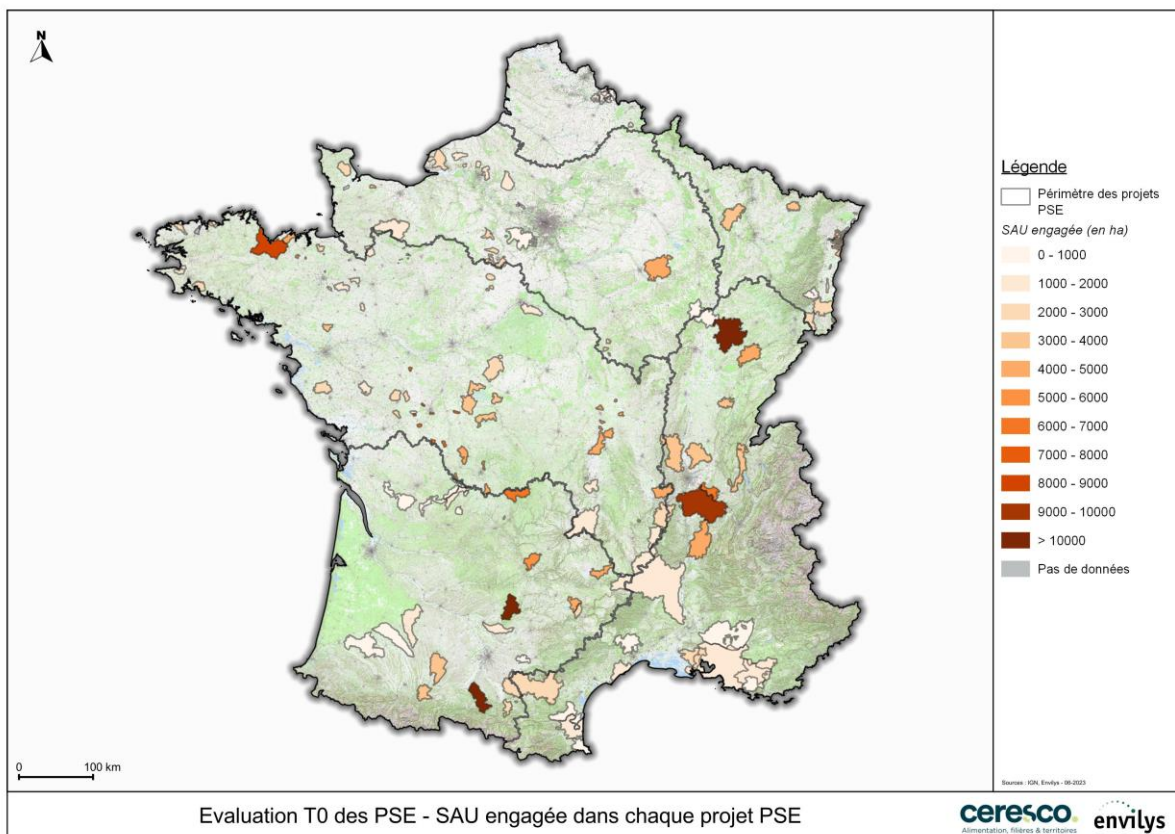 N
Légende
Périmètre des projets
PSE
SAU engagée (en ha)
0 - 1000
1000 - 2000
2000 - 3000
3000 - 4000
4000 - 5000
5000 - 6000
6000 - 7000
7000 - 8000
8000 - 9000
9000 - 10000
> 10000
Pas de données
0 100 km
Sources : IGN, Envilys - 06-2023
Evaluation T0 des PSE - SAU engagée dans chaque projet PSE
ceresco.
Alimentation, filières & territoires
envilys